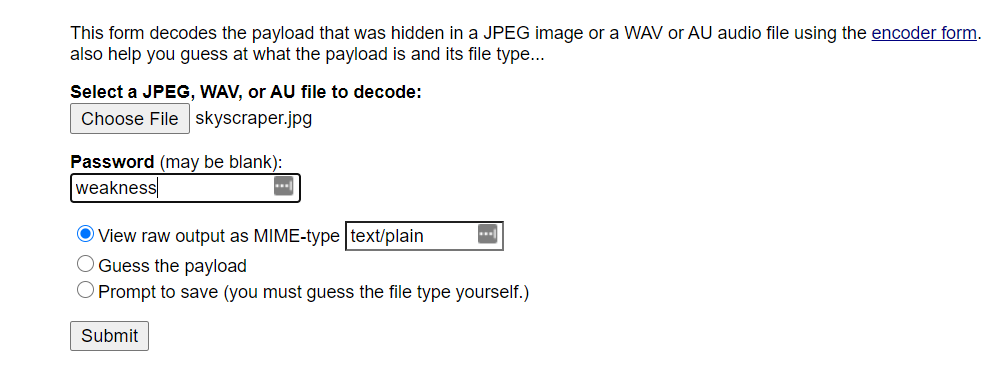 This form decodes the payload that was hidden in a JPEG image or a WAV or AU audio file using the encoder form.
also help you guess at what the payload is and its file type...
Select a JPEG, WAV, or AU file to decode:
Choose File skyscraper.jpg
Password (may be blank):
weakness
View raw output as MIME-type text/plain
Guess the payload
Prompt to save (you must guess the file type yourself.)
Submit